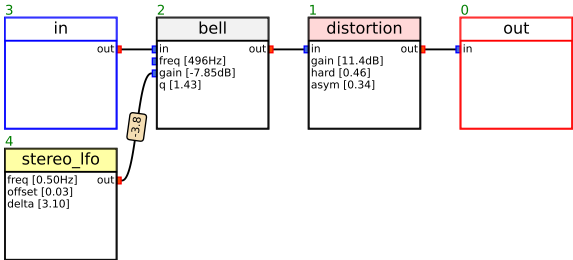 3
in
out
2
bell
in
out
freq [496Hz]
gain [-7.85dB]
q [1.43]
1
distortion
in
out
gain [11.4dB]
hard [0.46]
asym [0.34]
0
out
in
-3.8
4
stereo_lfo
freq [0.50Hz]
out
offset [0.03]
delta [3.10]